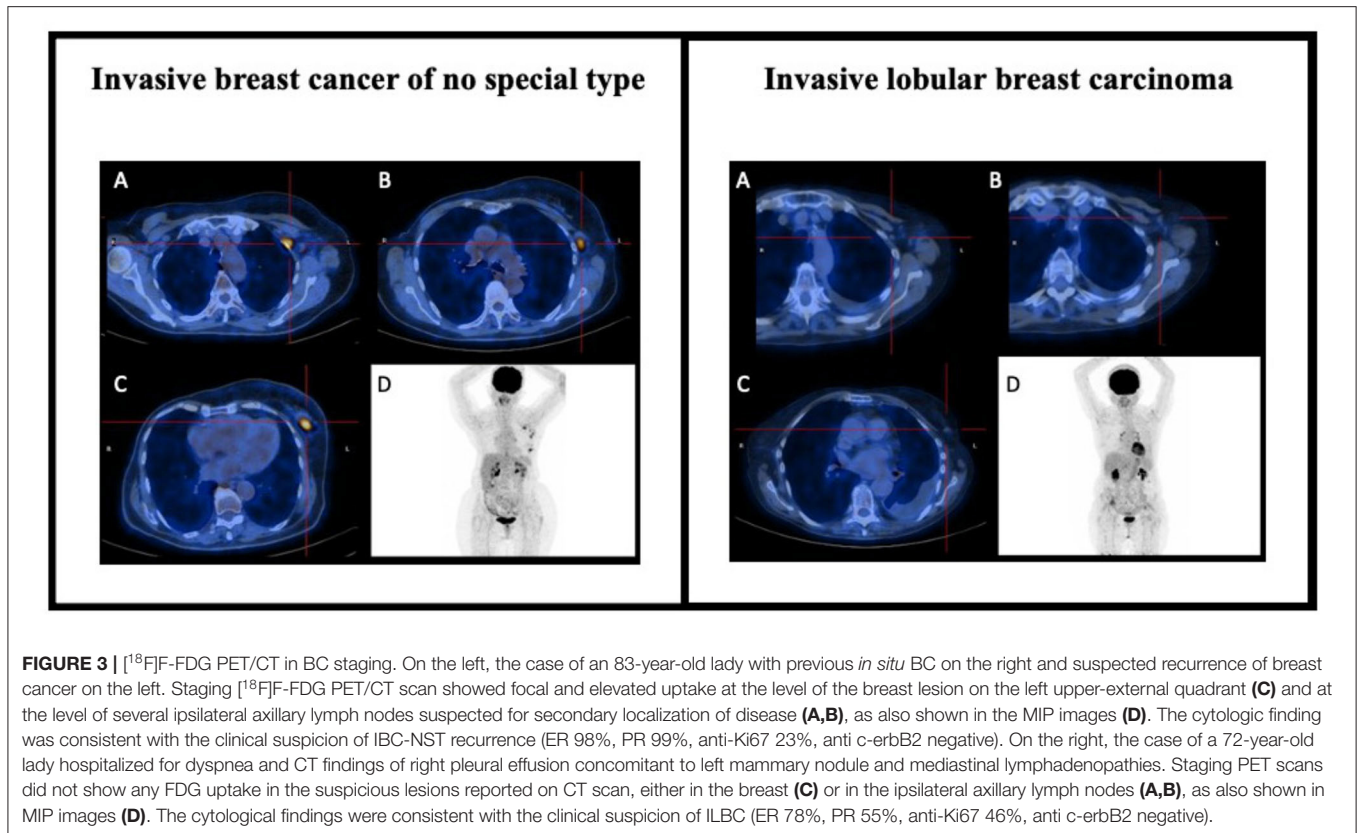 Invasive breast cancer of no special type
A
B
C
D
Invasive lobular breast carcinoma
A
B
C
D
FIGURE 3 | [18F]F-FDG PET/CT in BC staging. On the left, the case of an 83-year-old lady with previous in situ BC on the right and suspected recurrence of breast
cancer on the left. Staging [18F]F-FDG PET/CT scan showed focal and elevated uptake at the level of the breast lesion on the left upper-external quadrant (C) and at
the level of several ipsilateral axillary lymph nodes suspected for secondary localization of disease (A,B), as also shown in the MIP images (D). The cytologic finding
was consistent with the clinical suspicion of IBC-NST recurrence (ER 98%, PR 99%, anti-Ki67 23%, anti c-erbB2 negative). On the right, the case of a 72-year-old
lady hospitalized for dyspnea and CT findings of right pleural effusion concomitant to left mammary nodule and mediastinal lymphadenopathies. Staging PET scans
did not show any FDG uptake in the suspicious lesions reported on CT scan, either in the breast (C) or in the ipsilateral axillary lymph nodes (A,B), as also shown in
MIP images (D). The cytological findings were consistent with the clinical suspicion of ILBC (ER 78%, PR 55%, anti-Ki67 46%, anti c-erbB2 negative).